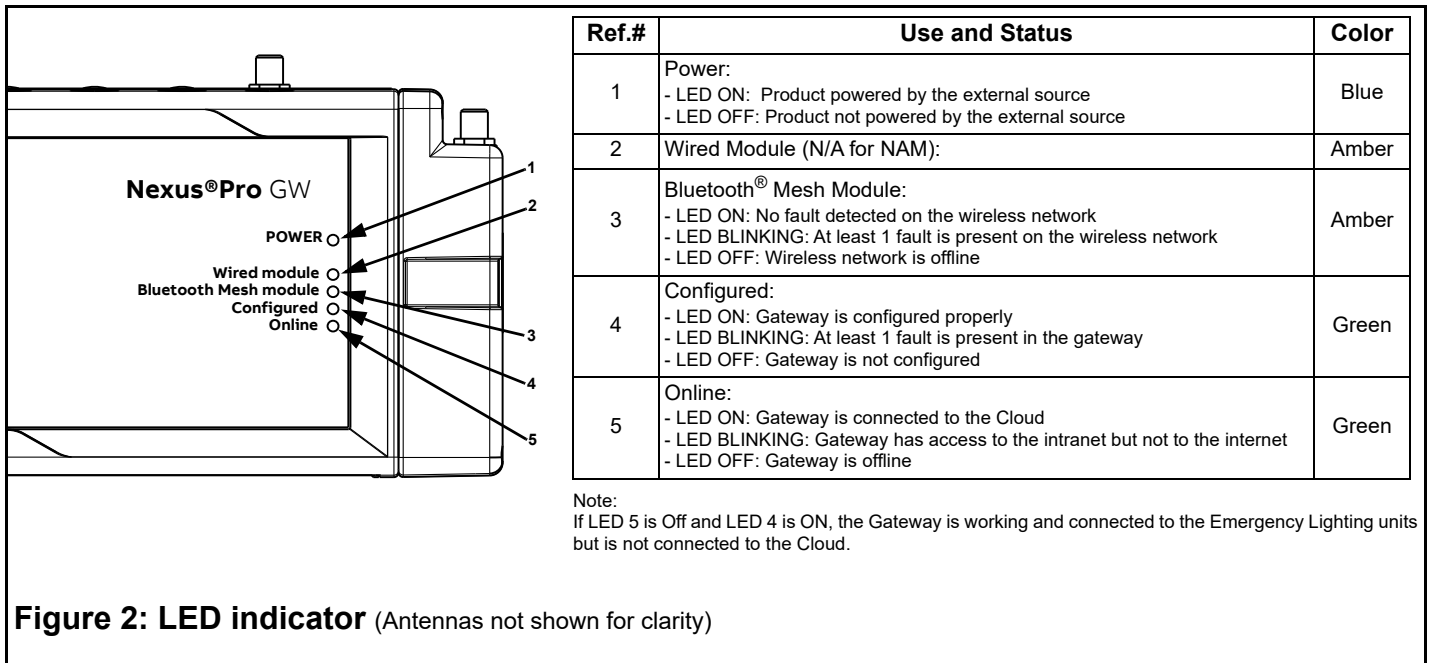 Nexus®Pro GW
POWER
Wired module
Bluetooth Mesh module
Configured
Online
1
2
3
4
5
Ref.# Use and Status Color
1 Power: Blue
- LED ON: Product powered by the external source
- LED OFF: Product not powered by the external source
2 Wired Module (N/A for NAM): Amber
3 Bluetooth® Mesh Module: Amber
- LED ON: No fault detected on the wireless network
- LED BLINKING: At least 1 fault is present on the wireless network
- LED OFF: Wireless network is offline
4 Configured: Green
- LED ON: Gateway is configured properly
- LED BLINKING: At least 1 fault is present in the gateway
- LED OFF: Gateway is not configured
5 Online: Green
- LED ON: Gateway is connected to the Cloud
- LED BLINKING: Gateway has access to the intranet but not to the internet
- LED OFF: Gateway is offline
Note:
If LED 5 is Off and LED 4 is ON, the Gateway is working and connected to the Emergency Lighting units
but is not connected to the Cloud.
Figure 2: LED indicator (Antennas not shown for clarity)